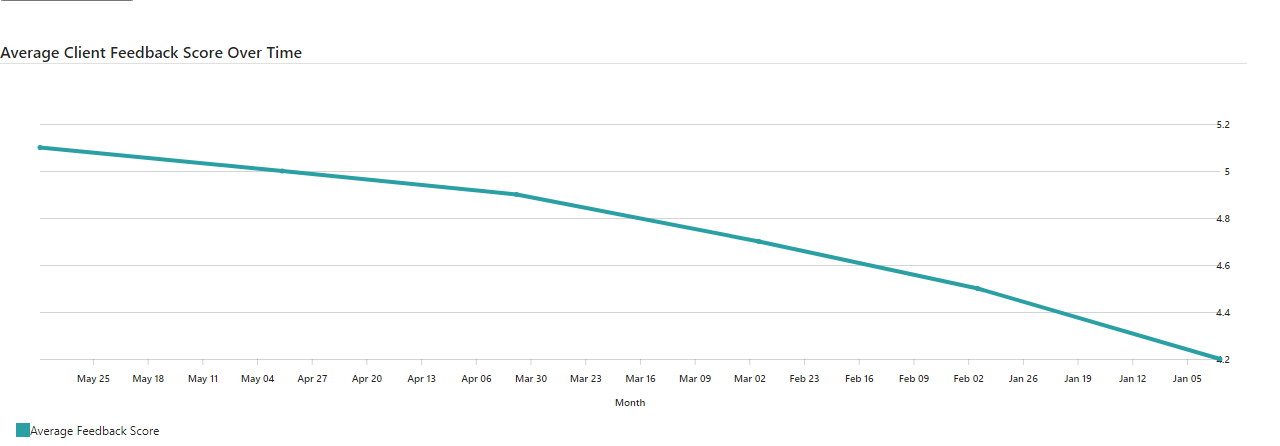 Average Client Feedback Score Over Time
5.2
5
4.8
4.6
4.4
4.2
May 25 May 18 May 11 May 04 Apr 27 Apr 20 Apr 13 Apr 06 Mar 30 Mar 23 Mar 16 Mar 09 Mar 02 Feb 23 Feb 16 Feb 09 Feb 02 Jan 26 Jan 19 Jan 12 Jan 05
Month
Average Feedback Score